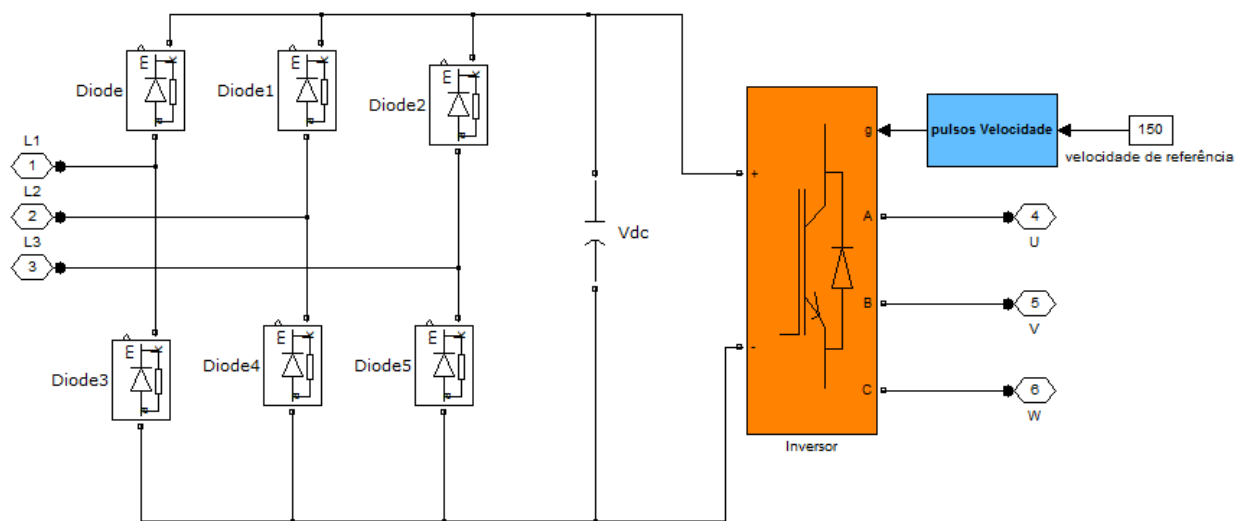 Diode
E
Diode1
E
Diode2
E
L1
1
L2
2
L3
3
Diode3
E
Diode4
E
Diode5
E
Vdc
+
-
g
A
B
C
Inversor
pulsos Velocidade
150
velocidade de referência
4
U
5
V
6
W